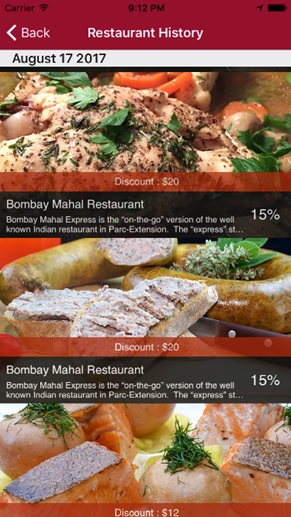 Carrier 9:12 PM
Back Restaurant History
August 17 2017
Discount : $20
Bombay Mahal Restaurant
15%
Bombay Mahal Express is the “on-the-go” version of the well
known Indian restaurant in Parc-Extension. The “express” st...
Discount : $20
Bombay Mahal Restaurant
15%
Bombay Mahal Express is the “on-the-go” version of the well
known Indian restaurant in Parc-Extension. The “express” st...
Discount : $12